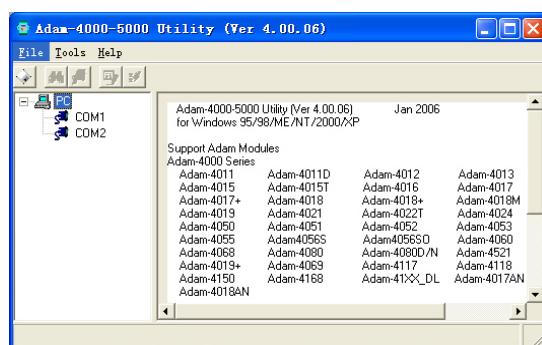 Adam-4000-5000 Utility (Ver 4.00.06)
File Tools Help
PC
COM1
COM2
Adam-4000-5000 Utility (Ver 4.00.06) Jan 2006
for Windows 95/98/ME/NT/2000/XP
Support Adam Modules
Adam-4000 Series
Adam-4011 Adam-4011D Adam-4012 Adam-4013
Adam-4015 Adam-4015T Adam-4016 Adam-4017
Adam-4017+ Adam-4018 Adam-4018+ Adam-4018M
Adam-4019 Adam-4021 Adam-4022T Adam-4024
Adam-4050 Adam-4051 Adam-4052 Adam-4053
Adam-4055 Adam4056S Adam4056SO Adam-4060
Adam-4068 Adam-4080 Adam-4080D/N Adam-4521
Adam-4019+ Adam-4069 Adam-4117 Adam-4118
Adam-4150 Adam-4168 Adam-41XX_DL Adam-4017AN
Adam-4018AN